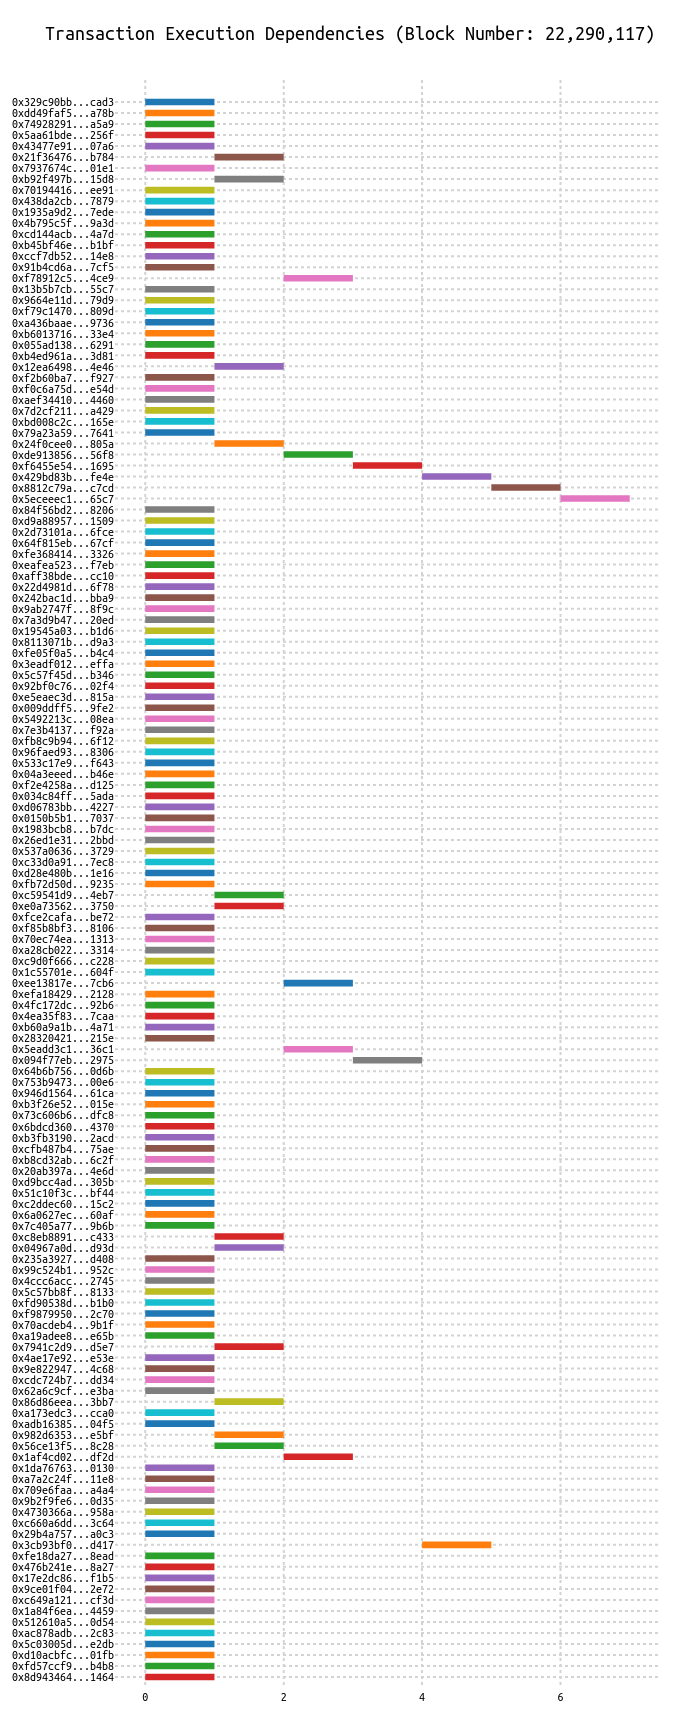 Transaction Execution Dependencies (Block Number: 22,290,117)
0x329c90bb...cad3
0xdd49faf5...a78b
0x74928291...a5a9
0x5aa61bde...256f
0x43477e91...07a6
0x21f36476...b784
0x7937674c...01e1
0xb92f497b...15d8
0x70194416...ee91
0x438da2cb...7879
0x1935a9d2...7ede
0x4b795c5f...9a3d
0xcd144acb...4a7d
0xb45bf46e...b1bf
0xccf7db52...14e8
0x91b4cd6a...7cf5
0xf78912c5...4ce9
0x13b5b7cb...55c7
0x9664e11d...79d9
0xf79c1470...809d
0xa436baae...9736
0xb6013716...33e4
0x055ad138...6291
0xb4ed961a...3d81
0x12ea6498...4e46
0xf2b60ba7...f927
0xf0c6a75d...e54d
0xaef34410...4460
0x7d2cf211...a429
0xbd008c2c...165e
0x79a23a59...7641
0x24f0cee0...805a
0xde913856...56f8
0xf6455e54...1695
0x429bd83b...fe4e
0x8812c79a...c7cd
0x5eceeec1...65c7
0x84f56bd2...8206
0xd9a88957...1509
0x2d73101a...6fce
0x64f815eb...67cf
0xfe368414...3326
0xeafea523...f7eb
0xaff38bde...cc10
0x22d4981d...6f78
0x242bac1d...bba9
0x9ab2747f...8f9c
0x7a3d9b47...20ed
0x19545a03...b1d6
0x8113071b...d9a3
0xfe05f0a5...b4c4
0x3eadf012...effa
0x5c57f45d...b346
0x92bf0c76...02f4
0xe5eaec3d...815a
0x009ddff5...9fe2
0x5492213c...08ea
0x7e3b4137...f92a
0xfb8c9b94...6f12
0x96faed93...8306
0x533c17e9...f643
0x04a3eeed...b46e
0xf2e4258a...d125
0x034c84ff...5ada
0xd06783bb...4227
0x0150b5b1...7037
0x1983bcb8...b7dc
0x26ed1e31...2bbd
0x537a0636...3729
0xc33d0a91...7ec8
0xd28e480b...1e16
0xfb72d50d...9235
0xc59541d9...4eb7
0xe0a73562...3750
0xfce2cafa...be72
0xf85b8bf3...8106
0x70ec74ea...1313
0xa28cb022...3314
0xc9d0f666...c228
0x1c55701e...604f
0xee13817e...7cb6
0xefa18429...2128
0x4fc172dc...92b6
0x4ea35f83...7caa
0xb60a9a1b...4a71
0x28320421...215e
0x5eadd3c1...36c1
0x094f77eb...2975
0x64b6b756...0d6b
0x753b9473...00e6
0x946d1564...61ca
0xb3f26e52...015e
0x73c606b6...dfc8
0x6bdcd360...4370
0xb3fb3190...2acd
0xcfb487b4...75ae
0xb8cd32ab...6c2f
0x20ab397a...4e6d
0xd9bcc4ad...305b
0x51c10f3c...bf44
0xc2ddec60...15c2
0x6a0627ec...60af
0x7c405a77...9b6b
0xc8eb8891...c433
0x04967a0d...d93d
0x235a3927...d408
0x99c524b1...952c
0x4ccc6acc...2745
0x5c57bb8f...8133
0xfd90538d...b1b0
0xf9879950...2c70
0x70acdeb4...9b1f
0xa19adee8...e65b
0x7941c2d9...d5e7
0x4ae17e92...e53e
0x9e822947...4c68
0xcdc724b7...dd34
0x62a6c9cf...e3ba
0x86d86eea...3bb7
0xa173edc3...cca0
0xadb16385...04f5
0x982d6353...e5bf
0x56ce13f5...8c28
0x1af4cd02...df2d
0x1da76763...0130
0xa7a2c24f...11e8
0x709e6faa...a4a4
0x9b2f9fe6...0d35
0x4730366a...958a
0xc660a6dd...3c64
0x29b4a757...a0c3
0x3cb93bf0...d417
0xfe18da27...8ead
0x476b241e...8a27
0x17e2dc86...f1b5
0x9ce01f04...2e72
0xc649a121...cf3d
0x1a84f6ea...4459
0x512610a5...0d54
0xac878adb...2c83
0x5c03005d...e2db
0xd10acbfc...01fb
0xfd57ccf9...b4b8
0x8d943464...1464
0 2 4 6